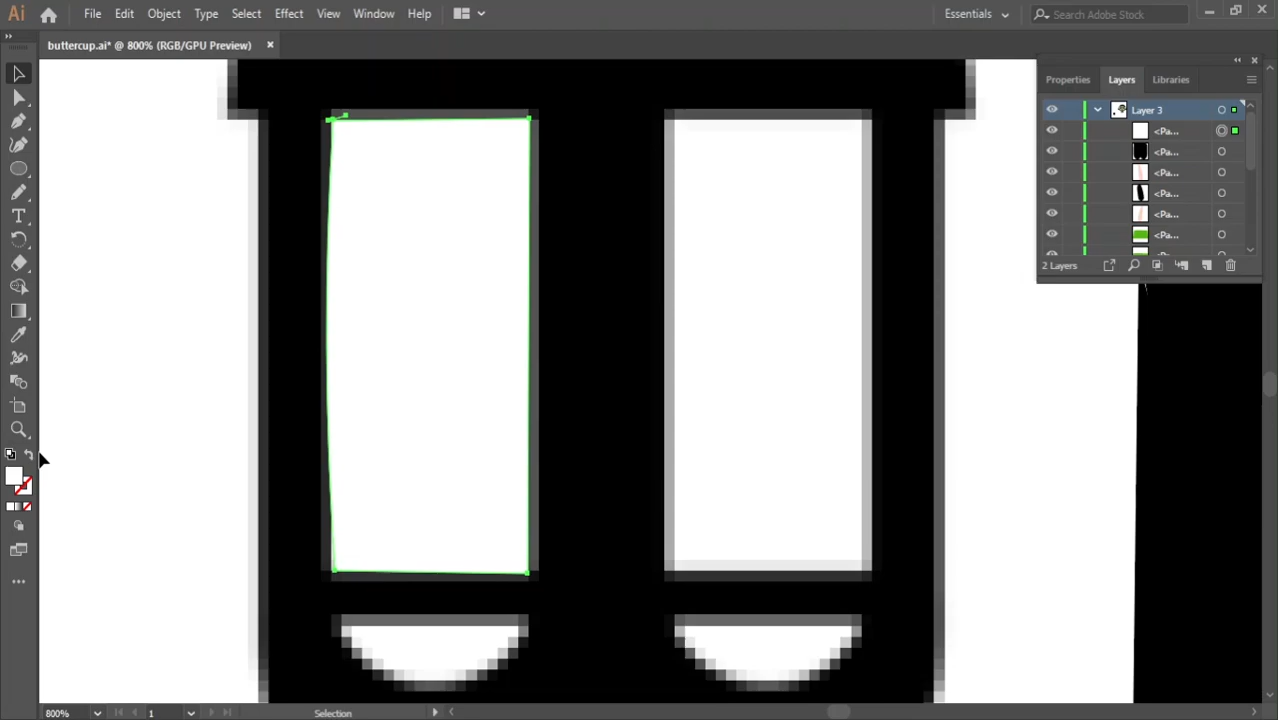 Ai File Edit Object Type Select Effect View Window Help Essentials Search Adobe Stock
buttercup.ai* @ 800% (RGB/GPU Preview)
Properties Layers Libraries
Layer 3
<Pa...
<Pa...
<Pa...
<Pa...
<Pa...
<Pa...
2 Layers
T
800% 1 Selection